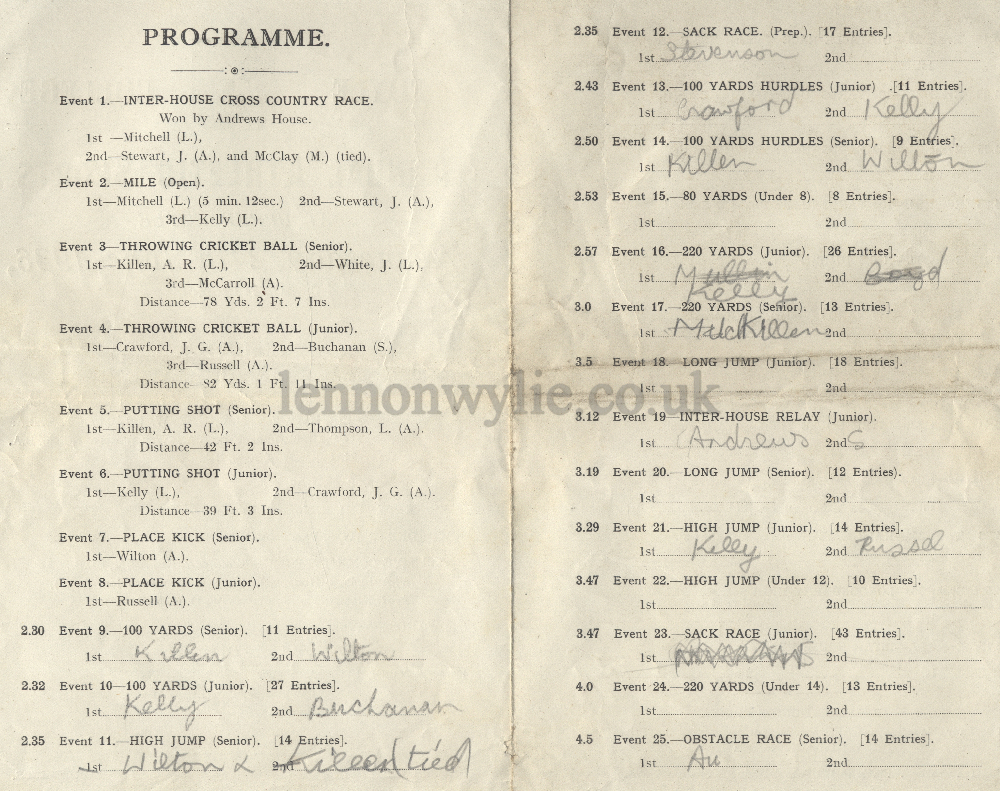 PROGRAMME.
Event 1.—INTER-HOUSE CROSS COUNTRY RACE.
Won by Andrews House.
1st —Mitchell (L.),
2nd—Stewart, J. (A.), and McClay (M.) (tied).
Event 2.—MILE (Open).
1st—Mitchell (L.) (5 min. 12sec.) 2nd—Stewart, J. (A.),
3rd—Kelly (L.).
Event 3—THROWING CRICKET BALL (Senior).
1st—Killen, A. R. (L.), 2nd—White, J. (L.),
3rd—McCarroll (A).
Distance—78 Yds. 2 Ft. 7 Ins.
Event 4.—THROWING CRICKET BALL (Junior).
1st—Crawford, J. G. (A.), 2nd—Buchanan (S.),
3rd—Russell (A.).
Distance—82 Yds. 1 Ft. 11 Ins.
Event 5.—PUTTING SHOT (Senior).
1st—Killen, A. R. (L.), 2nd—Thompson, L. (A.).
Distance—42 Ft. 2 Ins.
Event 6.—PUTTING SHOT (Junior).
1st—Kelly (L.), 2nd—Crawford, J. G. (A.).
Distance—39 Ft. 3 Ins.
Event 7.—PLACE KICK (Senior).
1st—Wilton (A.).
Event 8.—PLACE KICK (Junior).
1st—Russell (A.).
2.30 Event 9.—100 YARDS (Senior). [11 Entries].
1st Killen 2nd Wilton
2.32 Event 10—100 YARDS (Junior). [27 Entries].
1st Kelly 2nd Buchanan
2.35 Event 11.—HIGH JUMP (Senior). [14 Entries].
1st Wilton & 2nd Killen (tied)
2.35 Event 12.—SACK RACE. (Prep.). [17 Entries].
1st Stevenson 2nd
2.43 Event 13.—100 YARDS HURDLES (Junior) .[11 Entries].
1st Crawford 2nd Kelly
2.50 Event 14.—100 YARDS HURDLES (Senior). [9 Entries].
1st Killen 2nd Wilton
2.53 Event 15.—80 YARDS (Under 8). [8 Entries].
1st 2nd
2.57 Event 16.—220 YARDS (Junior). [26 Entries].
1st Mullin 2nd Boyd
Kelly
3.0 Event 17.—220 YARDS (Senior). [13 Entries].
1st Killen 2nd
3.5 Event 18. LONG JUMP (Junior). [18 Entries].
1st 2nd
lennonwylie.co.uk
3.12 Event 19—INTER-HOUSE RELAY (Junior).
1st Andrews 2nd S
3.19 Event 20.—LONG JUMP (Senior). [12 Entries).
1st 2nd
3.29 Event 21.—HIGH JUMP (Junior). [14 Entries].
1st Kelly 2nd Russel
3.47 Event 22.—HIGH JUMP (Under 12). [10 Entries].
1st 2nd
3.47 Event 23.—SACK RACE (Junior). [43 Entries].
1st 2nd
4.0 Event 24.—220 YARDS (Under 14). [13 Entries].
1st 2nd
4.5 Event 25.—OBSTACLE RACE (Senior). [14 Entries].
1st 2nd